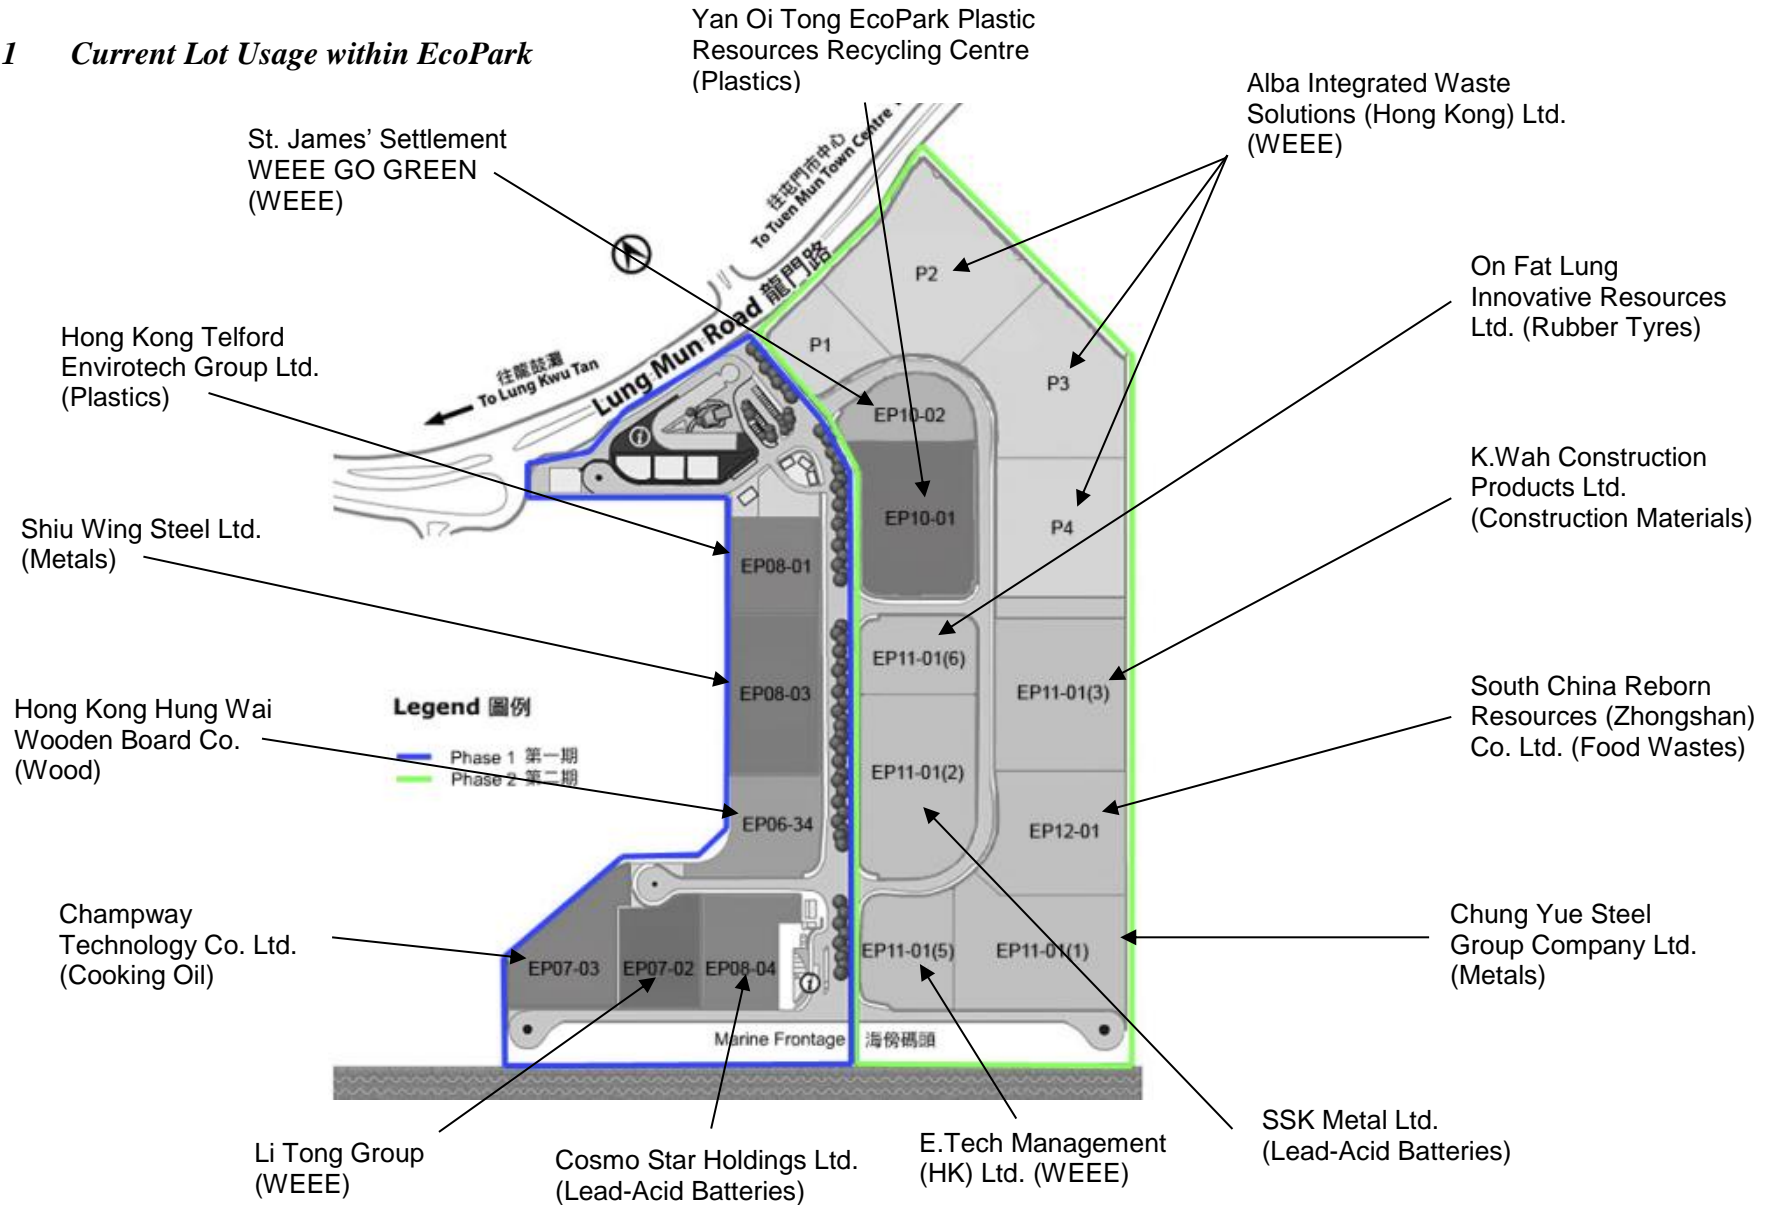 1 Current Lot Usage within EcoPark
Yan Oi Tong EcoPark Plastic
Resources Recycling Centre
(Plastics)
Alba Integrated Waste
Solutions (Hong Kong) Ltd.
(WEEE)
St. James’ Settlement
WEEE GO GREEN
(WEEE)
On Fat Lung
Innovative Resources
Ltd. (Rubber Tyres)
Hong Kong Telford
Envirotech Group Ltd.
(Plastics)
K.Wah Construction
Products Ltd.
(Construction Materials)
Shiu Wing Steel Ltd.
(Metals)
South China Reborn
Resources (Zhongshan)
Co. Ltd. (Food Wastes)
Hong Kong Hung Wai
Wooden Board Co.
(Wood)
Champway
Technology Co. Ltd.
(Cooking Oil)
Chung Yue Steel
Group Company Ltd.
(Metals)
Li Tong Group
(WEEE)
Cosmo Star Holdings Ltd.
(Lead-Acid Batteries)
E.Tech Management
(HK) Ltd. (WEEE)
SSK Metal Ltd.
(Lead-Acid Batteries)
往屯門市中心
To Tuen Mun Town Centre
Lung Mun Road 龍門路
往龍鼓灘
To Lung Kwu Tan
Legend 圖例
Phase 1 第一期
Phase 2 第二期
P2
P1
P3
P4
EP10-02
EP10-01
EP08-01
EP11-01(6)
EP08-03
EP11-01(3)
EP11-01(2)
EP06-34
EP12-01
EP11-01(5)
EP11-01(1)
EP07-03
EP07-02
EP08-04
Marine Frontage 海傍碼頭
i
i